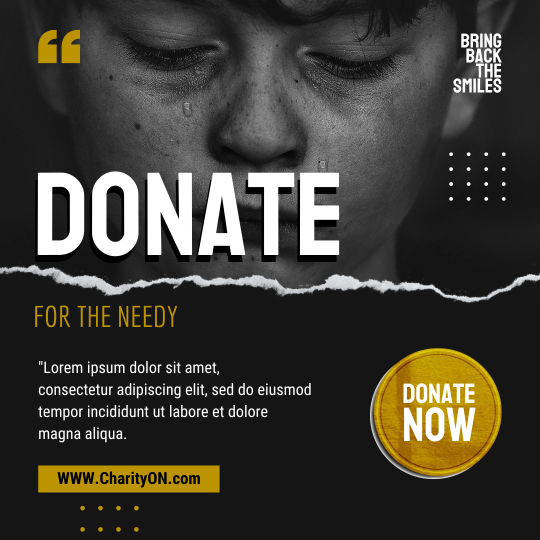 BRING
BACK
THE
SMILES
DONATE
FOR THE NEEDY
"Lorem ipsum dolor sit amet,
consectetur adipiscing elit, sed do eiusmod
tempor incididunt ut labore et dolore
magna aliqua.
DONATE
NOW
WWW.CharityON.com